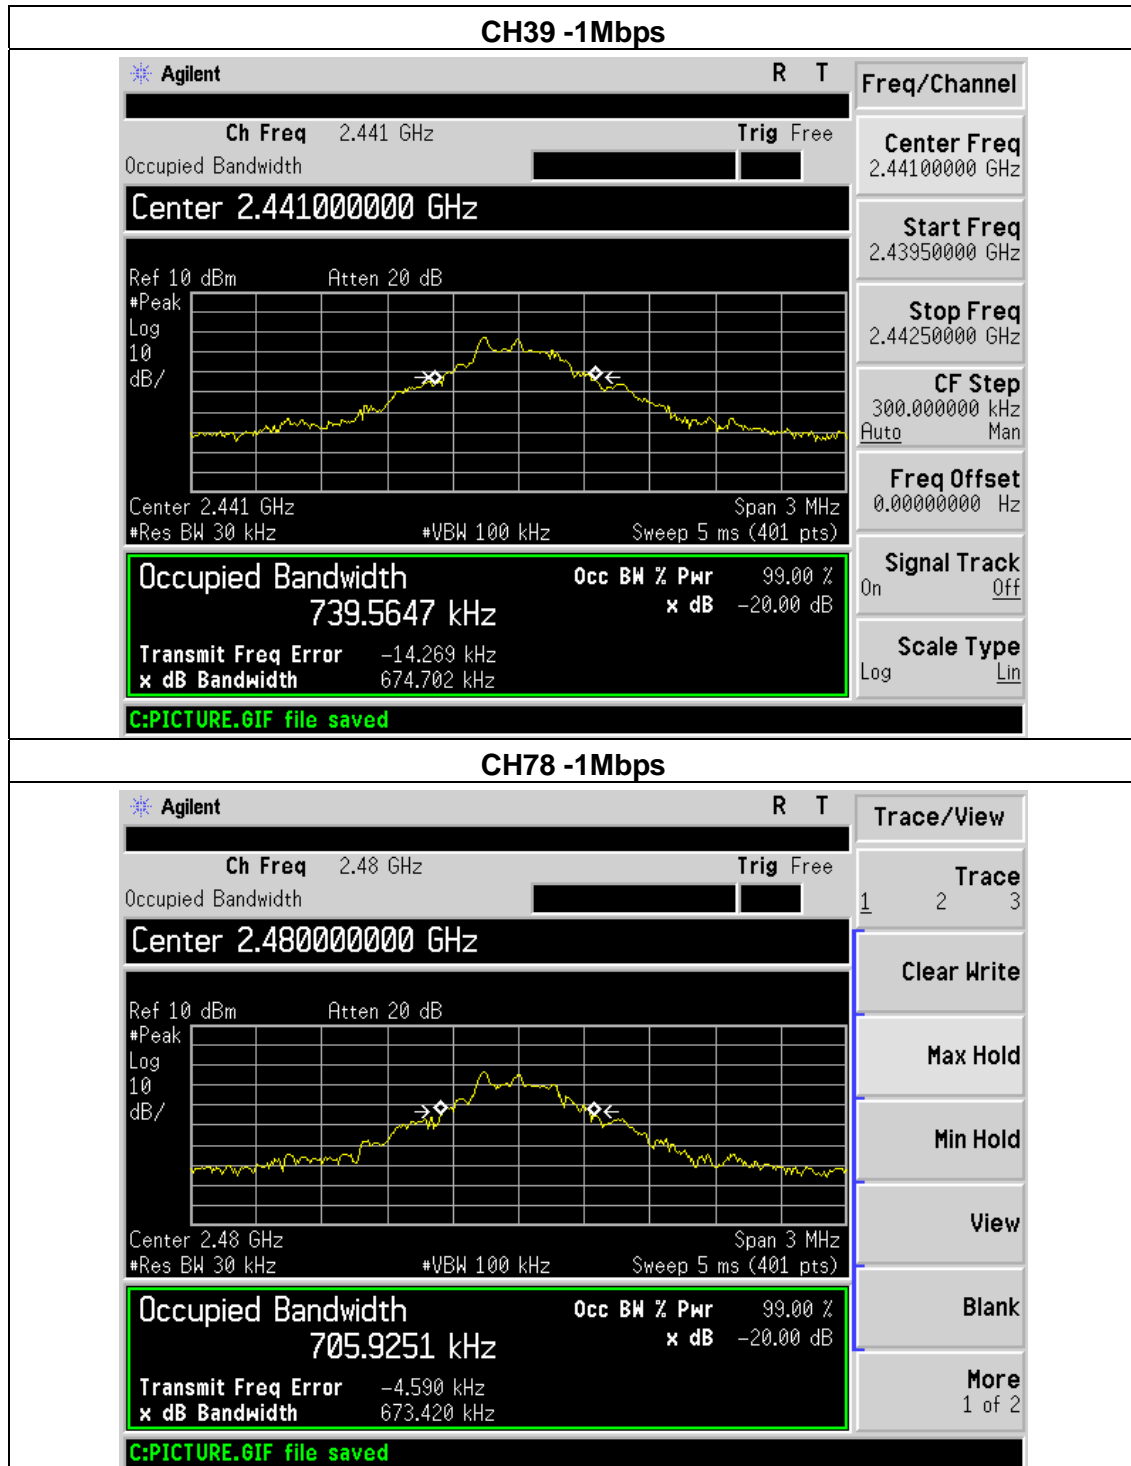 CH39 -1Mbps
Agilent R T
Ch Freq 2.441 GHz Trig Free
Occupied Bandwidth
Center 2.441000000 GHz
Ref 10 dBm Atten 20 dB
#Peak
Log
10
dB/
Center 2.441 GHz Span 3 MHz
#Res BW 30 kHz #VBW 100 kHz Sweep 5 ms (401 pts)
Occupied Bandwidth Occ BW % Pwr 99.00 %
739.5647 kHz x dB -20.00 dB
Transmit Freq Error -14.269 kHz
x dB Bandwidth 674.702 kHz
C:PICTURE.GIF file saved
Freq/Channel
Center Freq
2.44100000 GHz
Start Freq
2.43950000 GHz
Stop Freq
2.44250000 GHz
CF Step
300.000000 kHz
Auto Man
Freq Offset
0.00000000 Hz
Signal Track
On Off
Scale Type
Log Lin
CH78 -1Mbps
Agilent R T
Ch Freq 2.48 GHz Trig Free
Occupied Bandwidth
Center 2.480000000 GHz
Ref 10 dBm Atten 20 dB
#Peak
Log
10
dB/
Center 2.48 GHz Span 3 MHz
#Res BW 30 kHz #VBW 100 kHz Sweep 5 ms (401 pts)
Occupied Bandwidth Occ BW % Pwr 99.00 %
705.9251 kHz x dB -20.00 dB
Transmit Freq Error -4.590 kHz
x dB Bandwidth 673.420 kHz
C:PICTURE.GIF file saved
Trace/View
Trace
1 2 3
Clear Write
Max Hold
Min Hold
View
Blank
More
1 of 2